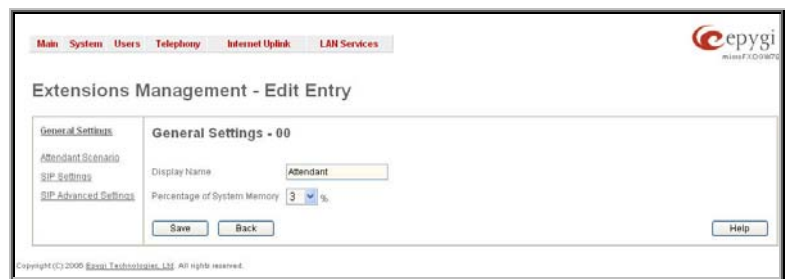 Main System Users Telephony Internet Uplink LAN Services
epygi
Extensions Management - Edit Entry
General Settings
Attendant Scenario
SIP Settings
SIP Advanced Settings
General Settings - 00
Display Name Attendant
Percentage of System Memory 3 %
Save Back Help
Copyright (C) 2006 Epygi Technologies, Ltd. All rights reserved.